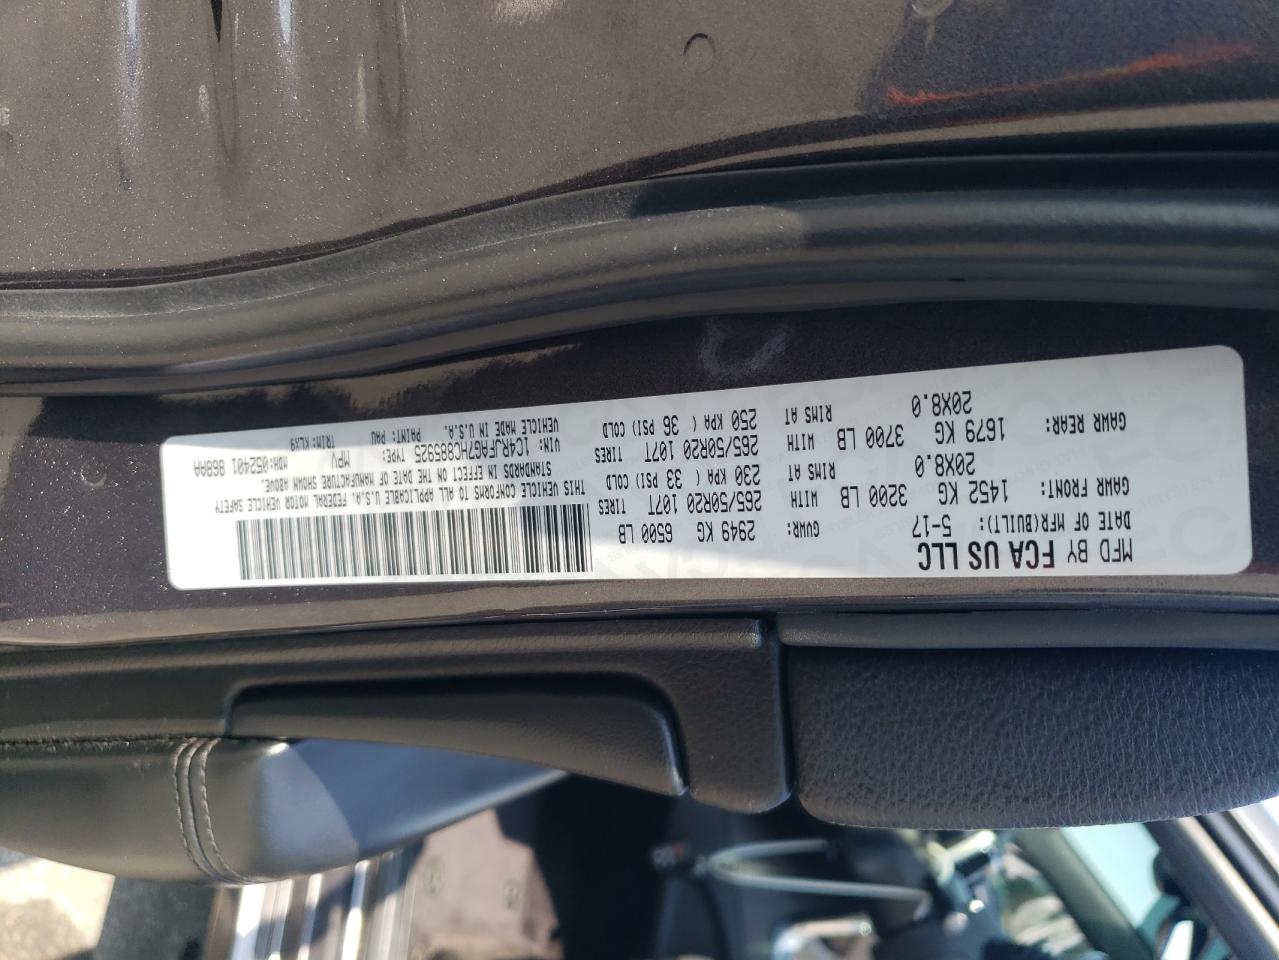 MFD BY FCA US LLC
DATE OF MFR(BUILT): 5-17
GVWR: 2949 KG 6500 LB
GAWR FRONT: 1452 KG 3200 LB WITH 265/50R20 107T TIRES
20X8.0 RIMS AT 230 KPA ( 33 PSI) COLD
GAWR REAR: 1679 KG 3700 LB WITH 265/50R20 107T TIRES
20X8.0 RIMS AT 250 KPA ( 36 PSI) COLD
THIS VEHICLE CONFORMS TO ALL APPLICABLE U.S.A. FEDERAL MOTOR VEHICLE SAFETY
STANDARDS IN EFFECT ON THE DATE OF MANUFACTURE SHOWN ABOVE.
VIN: 1C4RJFAG7HC885925 TYPE: MPV MDH:052401 868AA
VEHICLE MADE IN U.S.A. PAINT: PAU TRIM:KLX9